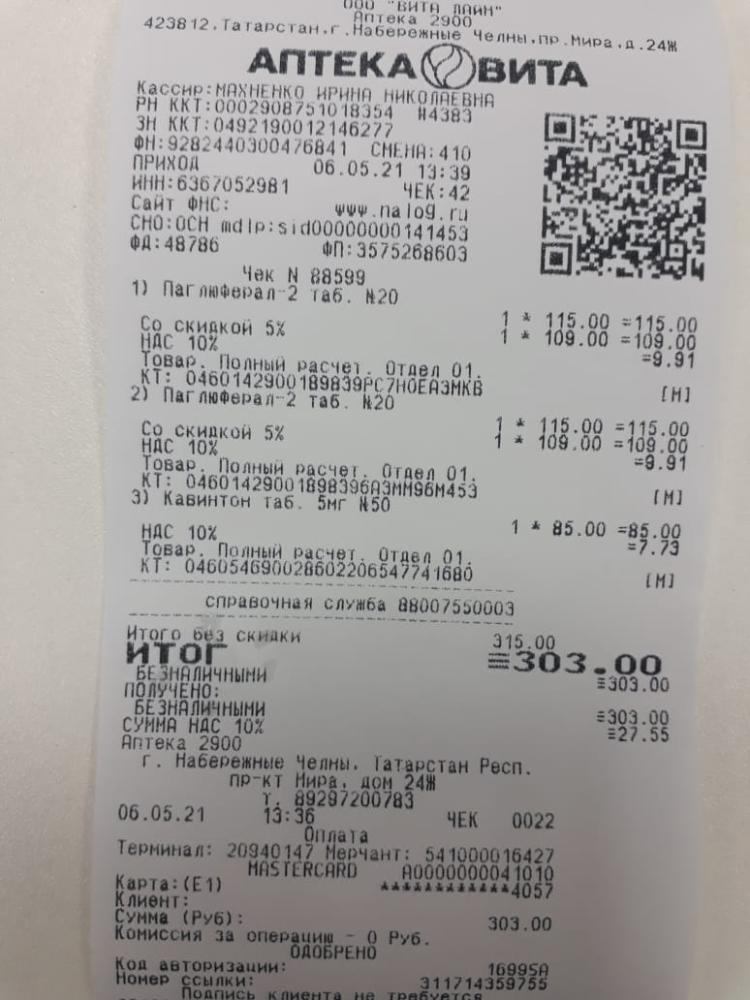 ООО "ВИТА ЛАЙН"
Аптека 2900
423812,Татарстан,г.Набережные Челны,пр.Мира,д.24Ж
АПТЕКА ВИТА
Кассир:МАХНЕНКО ИРИНА НИКОЛАЕВНА
РН ККТ:0002908751018354 №4383
ЗН ККТ:0492190012146277
ФН:9282440300476841 СМЕНА:410
ПРИХОД 06.05.21 13:39
ИНН:6367052981 ЧЕК:42
Сайт ФНС: www.nalog.ru
СНО:ОСН mdlp:sid00000000141453
ФД:48786 ФП:3575268603
Чек N 88599
1) Паглюферал-2 таб. №20
1 * 115.00 =115.00
Со скидкой 5% 1 * 109.00 =109.00
НДС 10% =9.91
Товар. Полный расчет. Отдел 01.
КТ: 04601429001898З9PC7H0EA3MKB [М]
2) Паглюферал-2 таб. №20
1 * 115.00 =115.00
Со скидкой 5% 1 * 109.00 =109.00
НДС 10% =9.91
Товар. Полный расчет. Отдел 01.
КТ: 04601429001898396A3MM96M453 [М]
3) Кавинтон таб. 5мг №50
1 * 85.00 =85.00
НДС 10% =7.73
Товар. Полный расчет. Отдел 01.
КТ: 046054690028602206547741680 [М]
справочная служба 88007550003
Итого без скидки 315.00
ИТОГ ≡303.00
БЕЗНАЛИЧНЫМИ ≡303.00
ПОЛУЧЕНО:
БЕЗНАЛИЧНЫМИ ≡303.00
СУММА НДС 10% ≡27.55
Аптека 2900
г. Набережные Челны, Татарстан Респ.
пр-кт Мира, дом 24Ж
т. 89297200783
06.05.21 13:36 ЧЕК 0022
Оплата
Терминал: 20940147 Мерчант: 541000016427
MASTERCARD A0000000041010
Карта:(E1) ************4057
Клиент:
Сумма (Руб): 303.00
Комиссия за операцию - 0 Руб.
ОДОБРЕНО
Код авторизации: 16995A
Номер ссылки: 311714359755
Подпись клиента не требуется